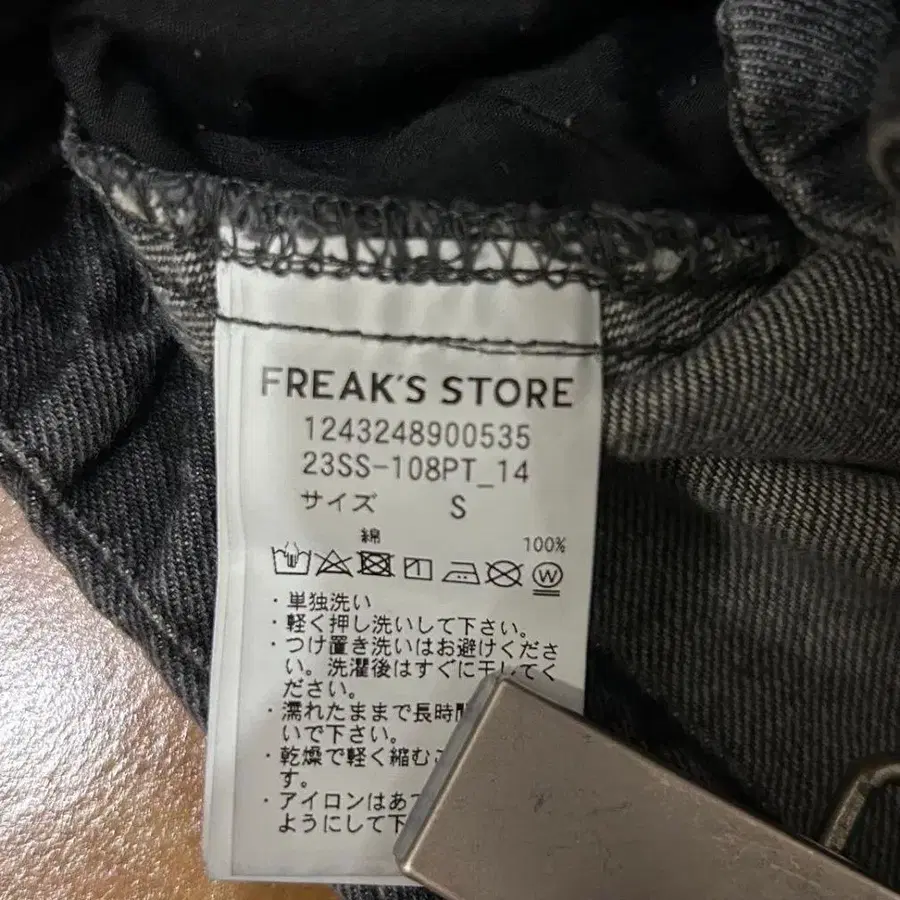 FREAK'S STORE
1243248900535
23SS-108PT_14
サイズ S
綿 100%
W
・単独洗い
・軽く押し洗いして下さい。
・つけ置き洗いはお避けくださ
い。洗濯後はすぐに干してく
ださい。
・濡れたままで長時
いで下さい。
・乾燥で軽く縮むこ
す。
・アイロンはあ
ようにして下